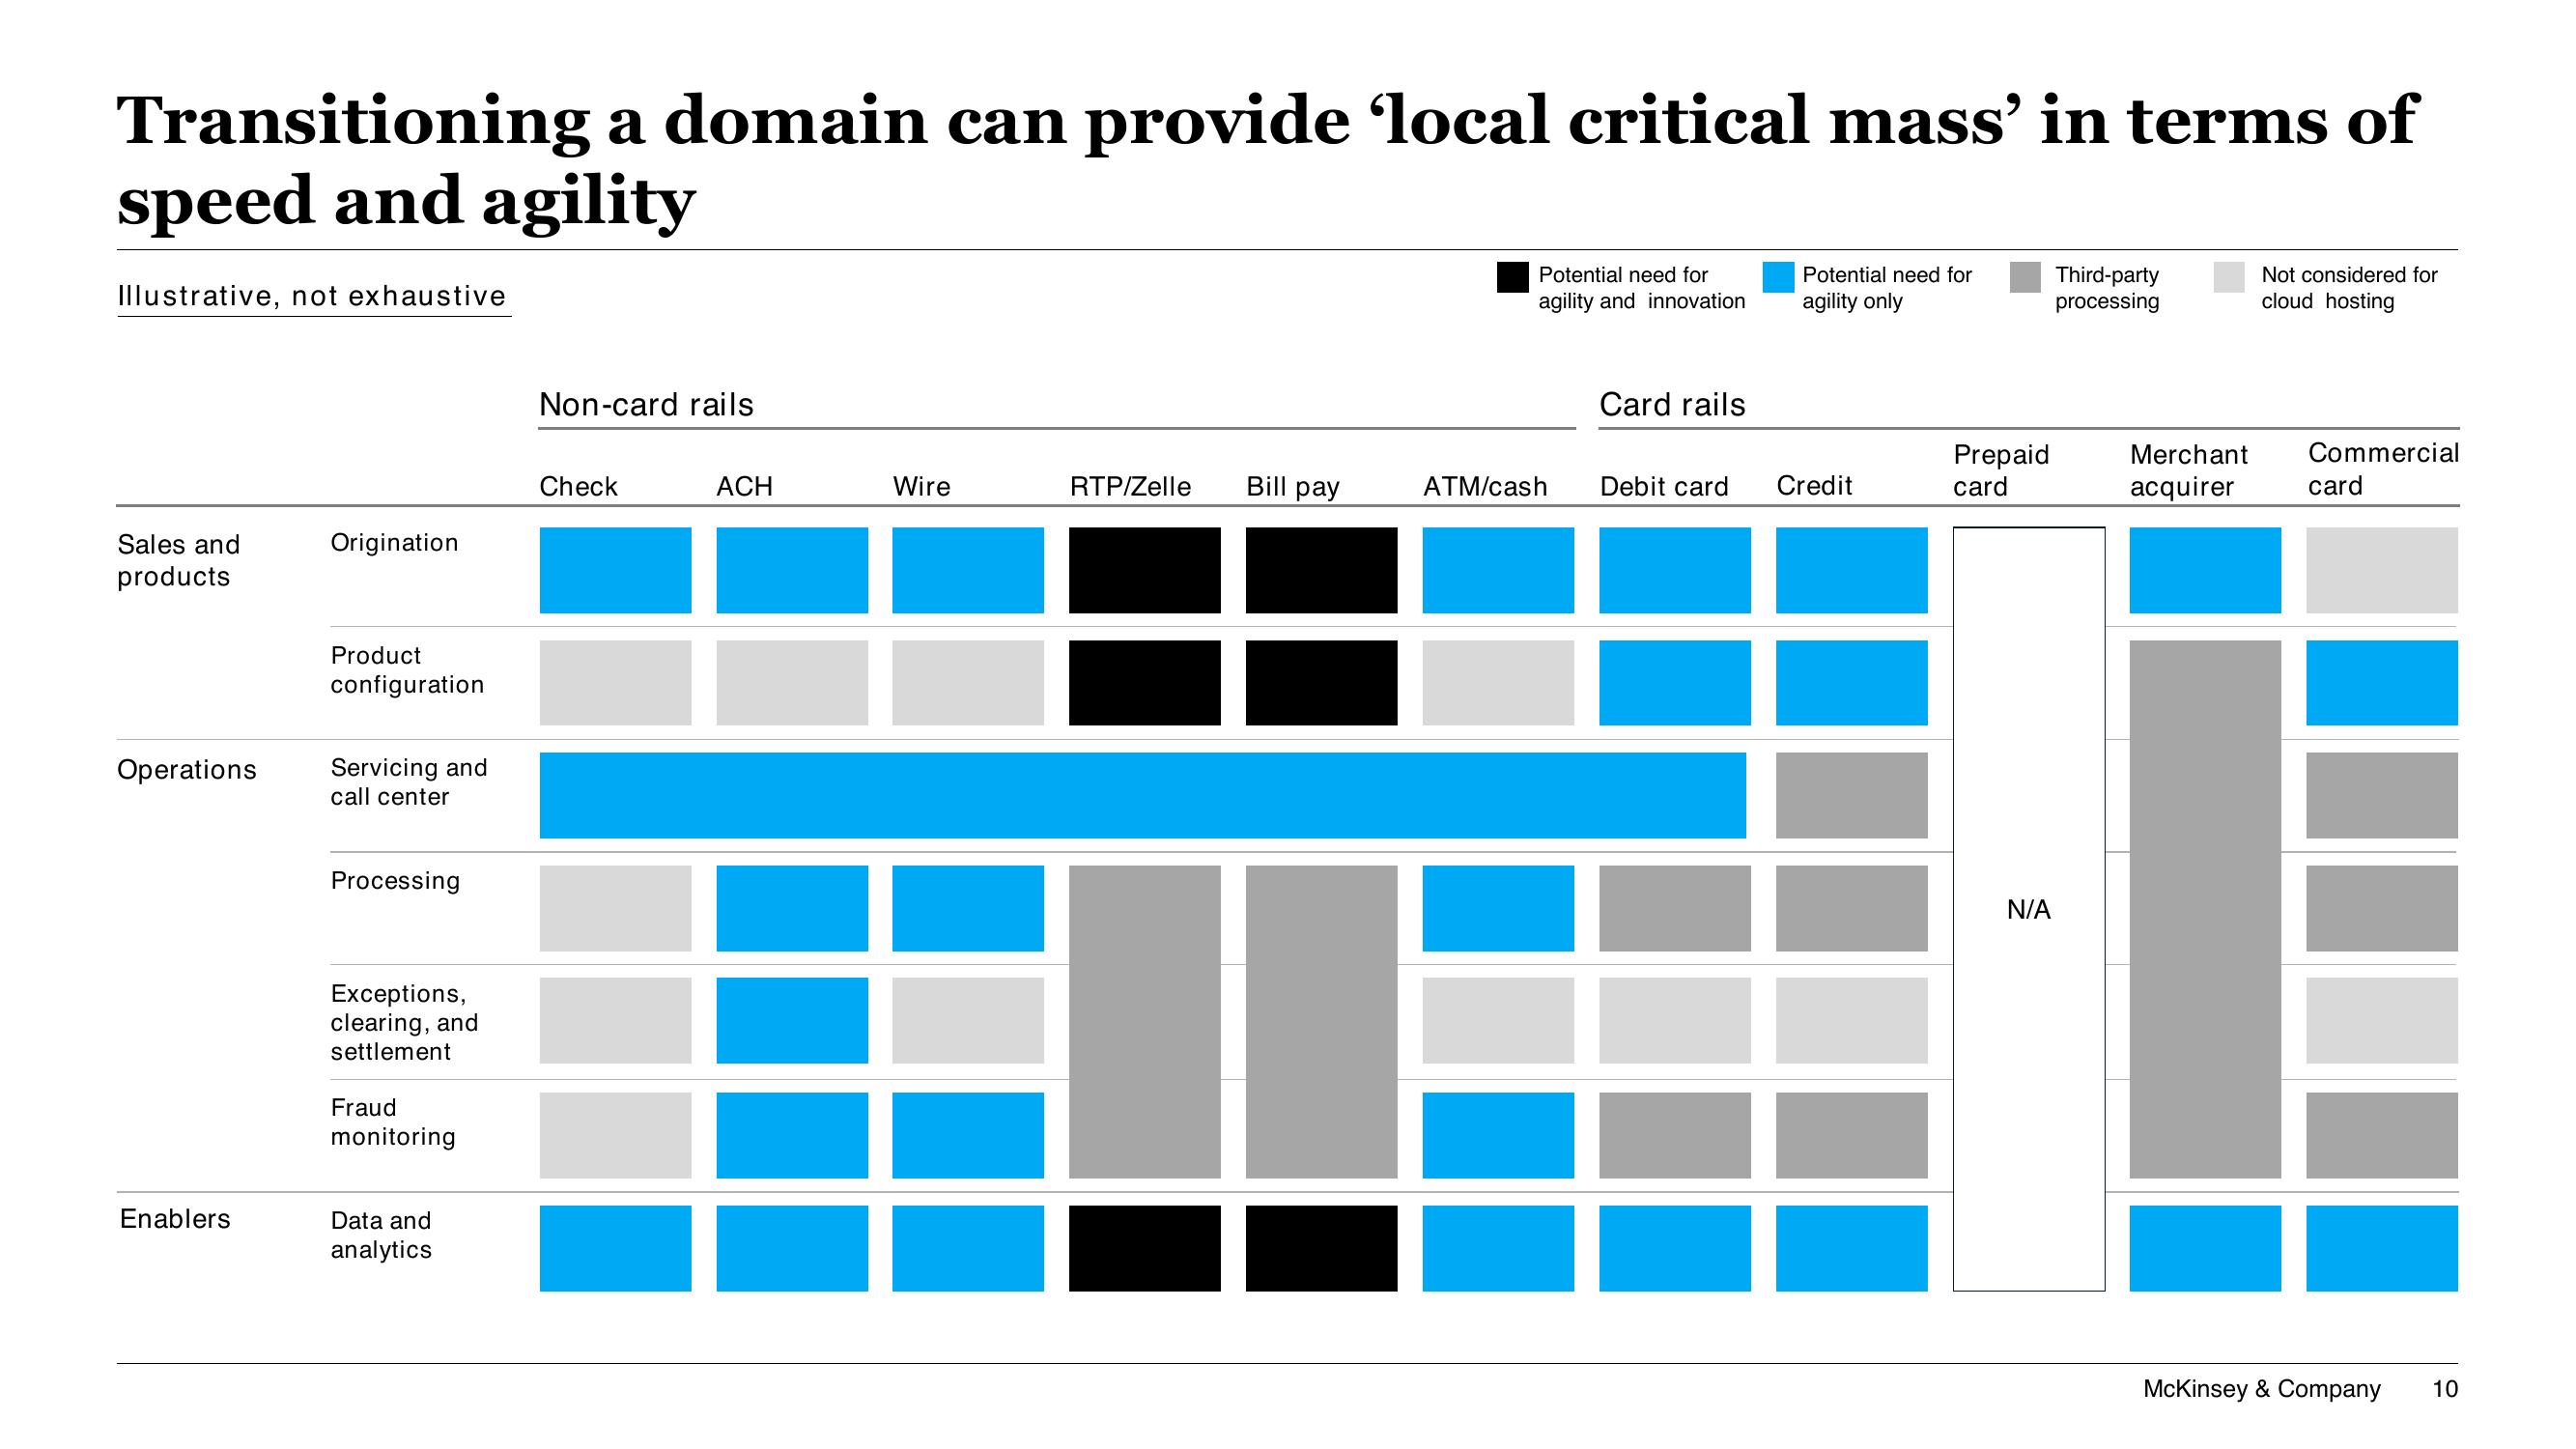 Transitioning a domain can provide ‘local critical mass’ in terms of
speed and agility
Illustrative, not exhaustive
Potential need for
agility and innovation
Potential need for
agility only
Third-party
processing
Not considered for
cloud hosting
Non-card rails
Card rails
Check
ACH
Wire
RTP/Zelle
Bill pay
ATM/cash
Debit card
Credit
Prepaid
card
Merchant
acquirer
Commercial
card
Sales and
products
Origination
Product
configuration
Operations
Servicing and
call center
Processing
N/A
Exceptions,
clearing, and
settlement
Fraud
monitoring
Enablers
Data and
analytics
McKinsey & Company
10